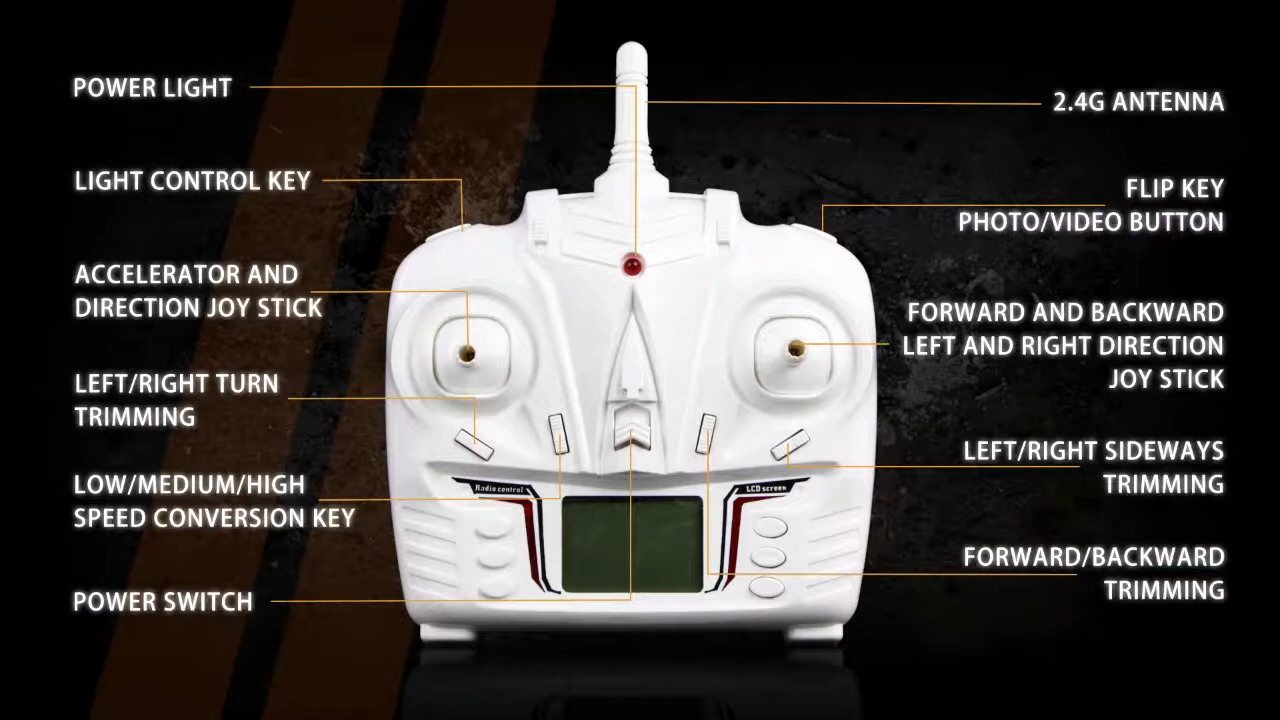 POWER LIGHT
LIGHT CONTROL KEY
ACCELERATOR AND
DIRECTION JOY STICK
LEFT/RIGHT TURN
TRIMMING
LOW/MEDIUM/HIGH
SPEED CONVERSION KEY
POWER SWITCH
2.4G ANTENNA
FLIP KEY
PHOTO/VIDEO BUTTON
FORWARD AND BACKWARD
LEFT AND RIGHT DIRECTION
JOY STICK
LEFT/RIGHT SIDEWAYS
TRIMMING
FORWARD/BACKWARD
TRIMMING
Radio control
LCD screen